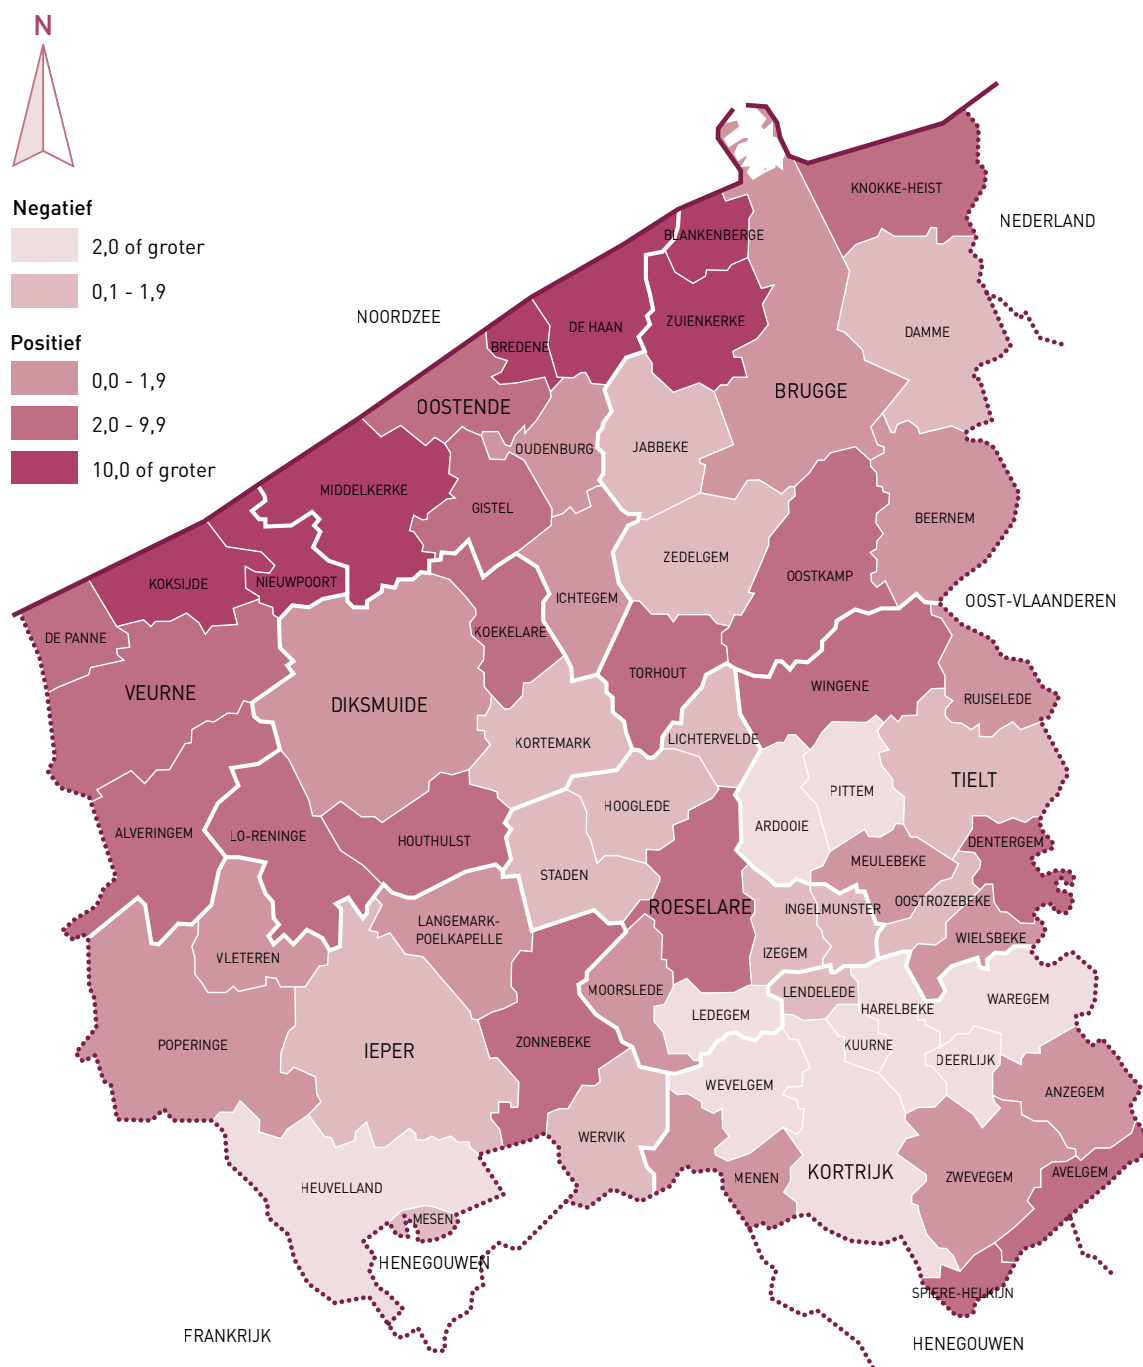 N
Negatief
2,0 of groter
0,1 - 1,9
Positief
0,0 - 1,9
2,0 - 9,9
10,0 of groter
KNOKKE-HEIST
NEDERLAND
BLANKENBERGE
NOORDZEE
DE HAAN
ZUIENKERKE
DAMME
BREDENE
BRUGGE
OOSTENDE
OUDENBURG
JABBEKE
MIDDELKERKE
GISTEL
BEERNEM
ZEDELGEM
KOKSIJDE
NIEUWPOORT
OOSTKAMP
ICHTEGEM
OOST-VLAANDEREN
DE PANNE
KOEKELARE
TORHOUT
VEURNE
DIKSMUIDE
WINGENE
RUISELEDE
KORTEMARK
LICHTERVELDE
TIELT
PITTEM
HOOGLEDE
ARDOOIE
ALVERINGEM
LO-RENINGE
HOUTHULST
DENTERGEM
MEULEBEKE
STADEN
OOSTROZEBEKE
ROESELARE
INGELMUNSTER
LANGEMARK-
POELKAPELLE
WIELSBEKE
VLETEREN
IZEGEM
MOORSLEDE
LENDELEDE
WAREGEM
HARELBEKE
LEDEGEM
POPERINGE
IEPER
ZONNEBEKE
KUURNE
DEERLIJK
WEVELGEM
ANZEGEM
WERVIK
KORTRIJK
AVELGEM
MENEN
ZWEVEGEM
HEUVELLAND
MESEN
HENEGOUWEN
SPIERE-HELKIJN
FRANKRIJK
HENEGOUWEN